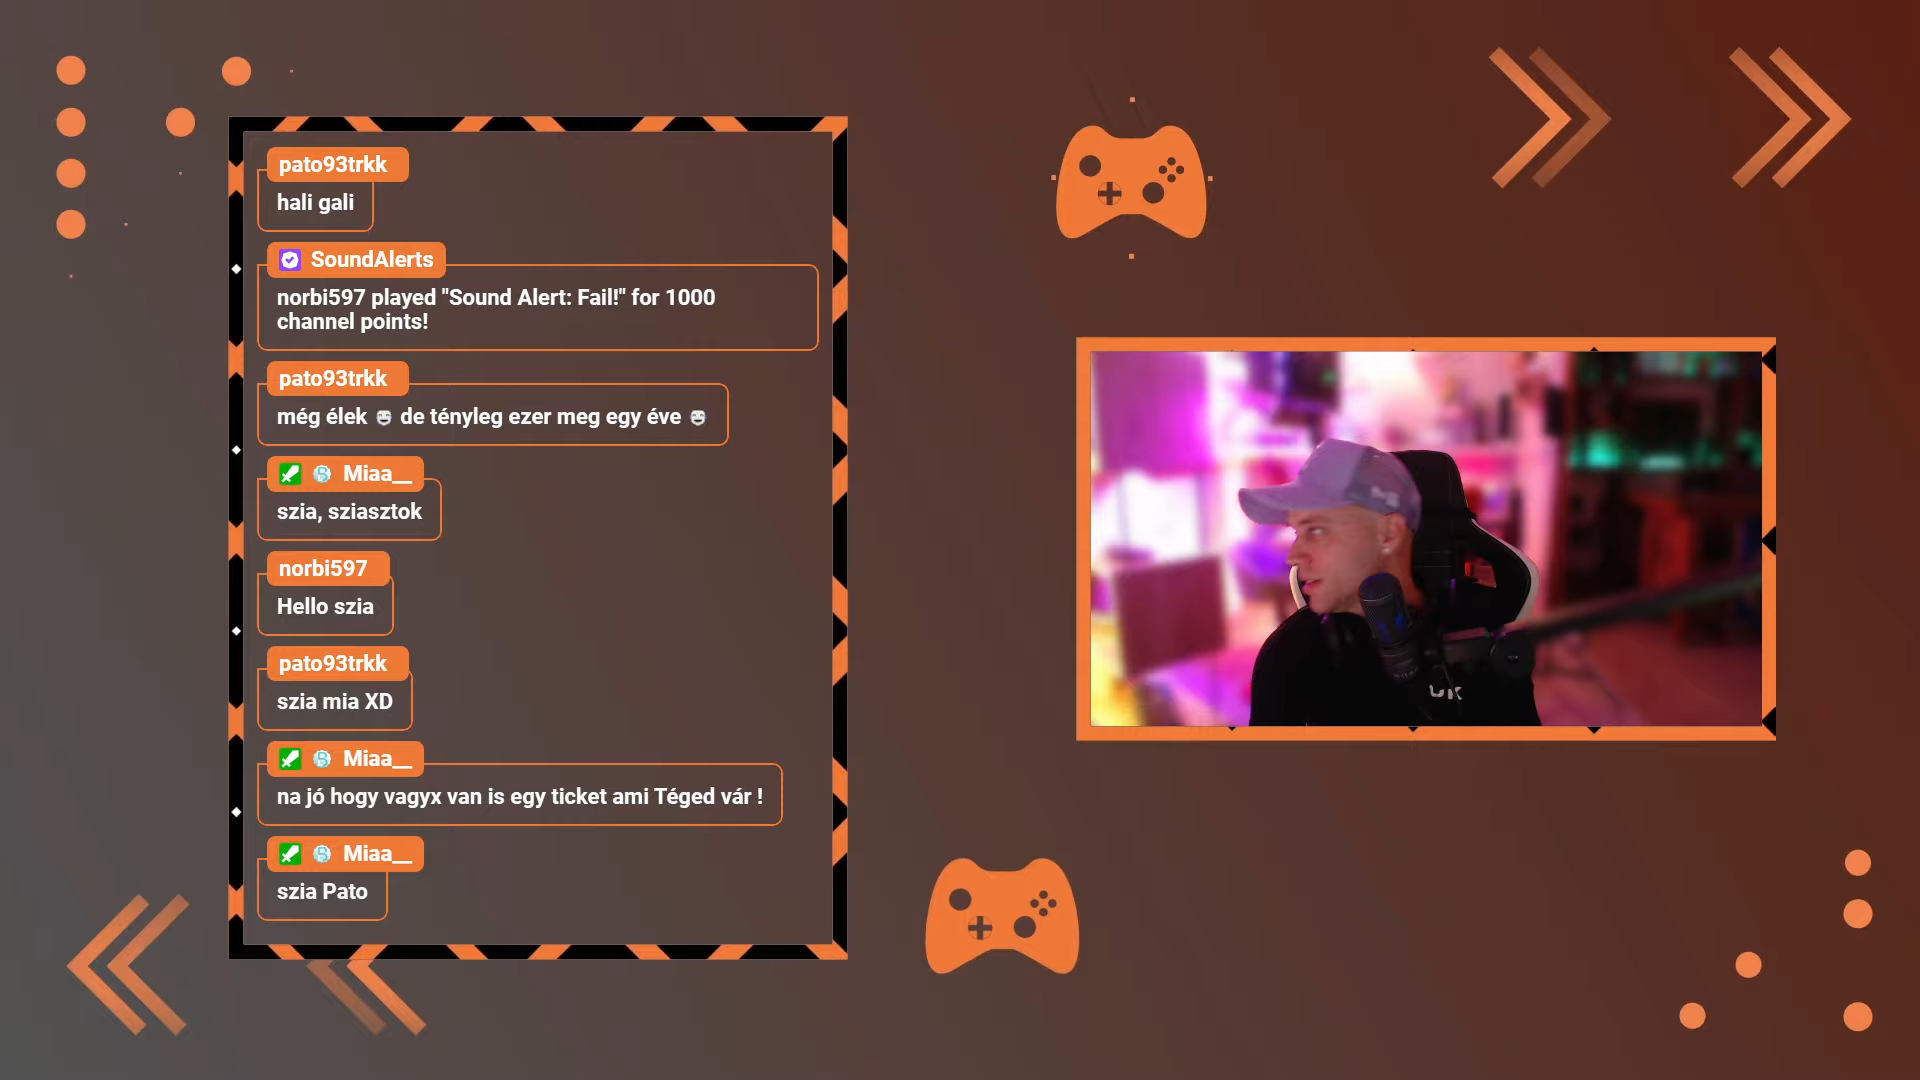 pato93trkk
hali gali
SoundAlerts
norbi597 played "Sound Alert: Fail!" for 1000
channel points!
pato93trkk
még élek de tényleg ezer meg egy éve
Miaa__
szia, sziasztok
norbi597
Hello szia
pato93trkk
szia mia XD
Miaa__
na jó hogy vagyx van is egy ticket ami Téged vár !
Miaa__
szia Pato